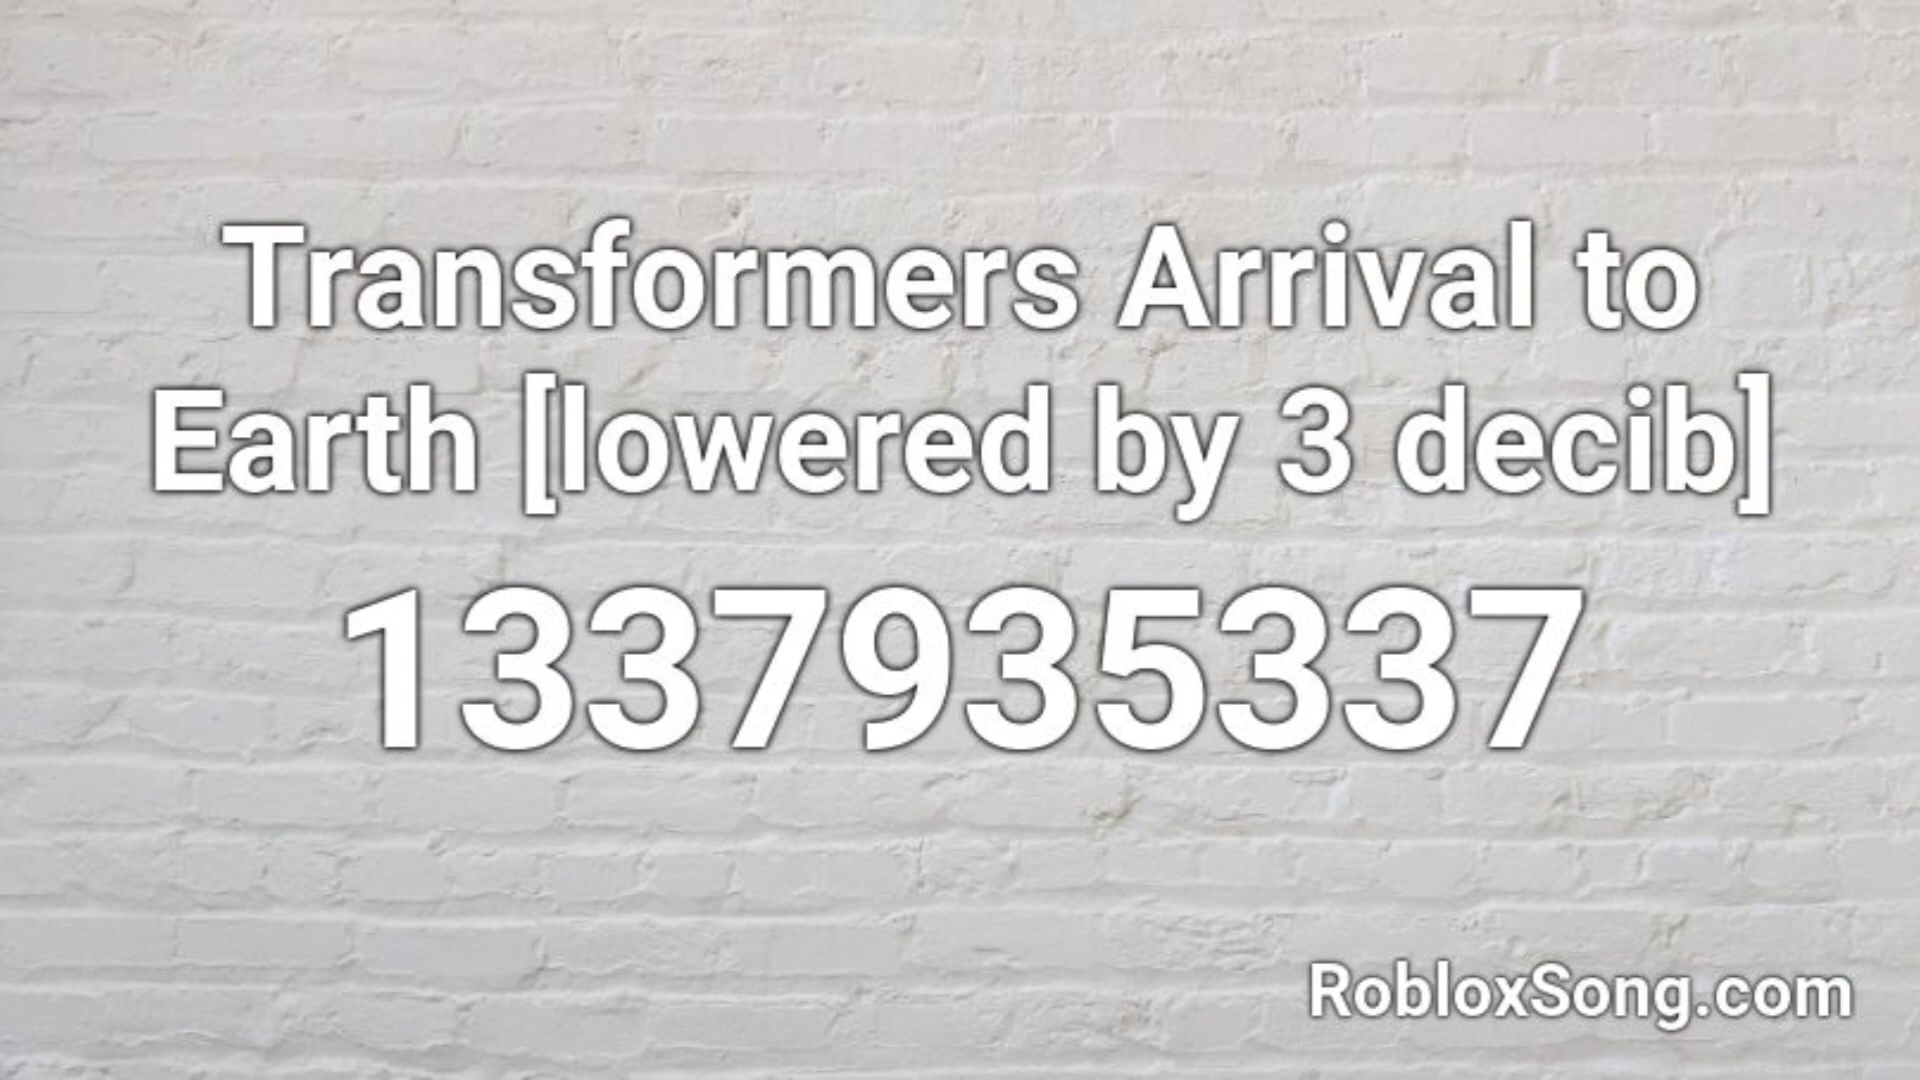 Transformers Arrival to
Earth [lowered by 3 decib]
1337935337
RobloxSong.com